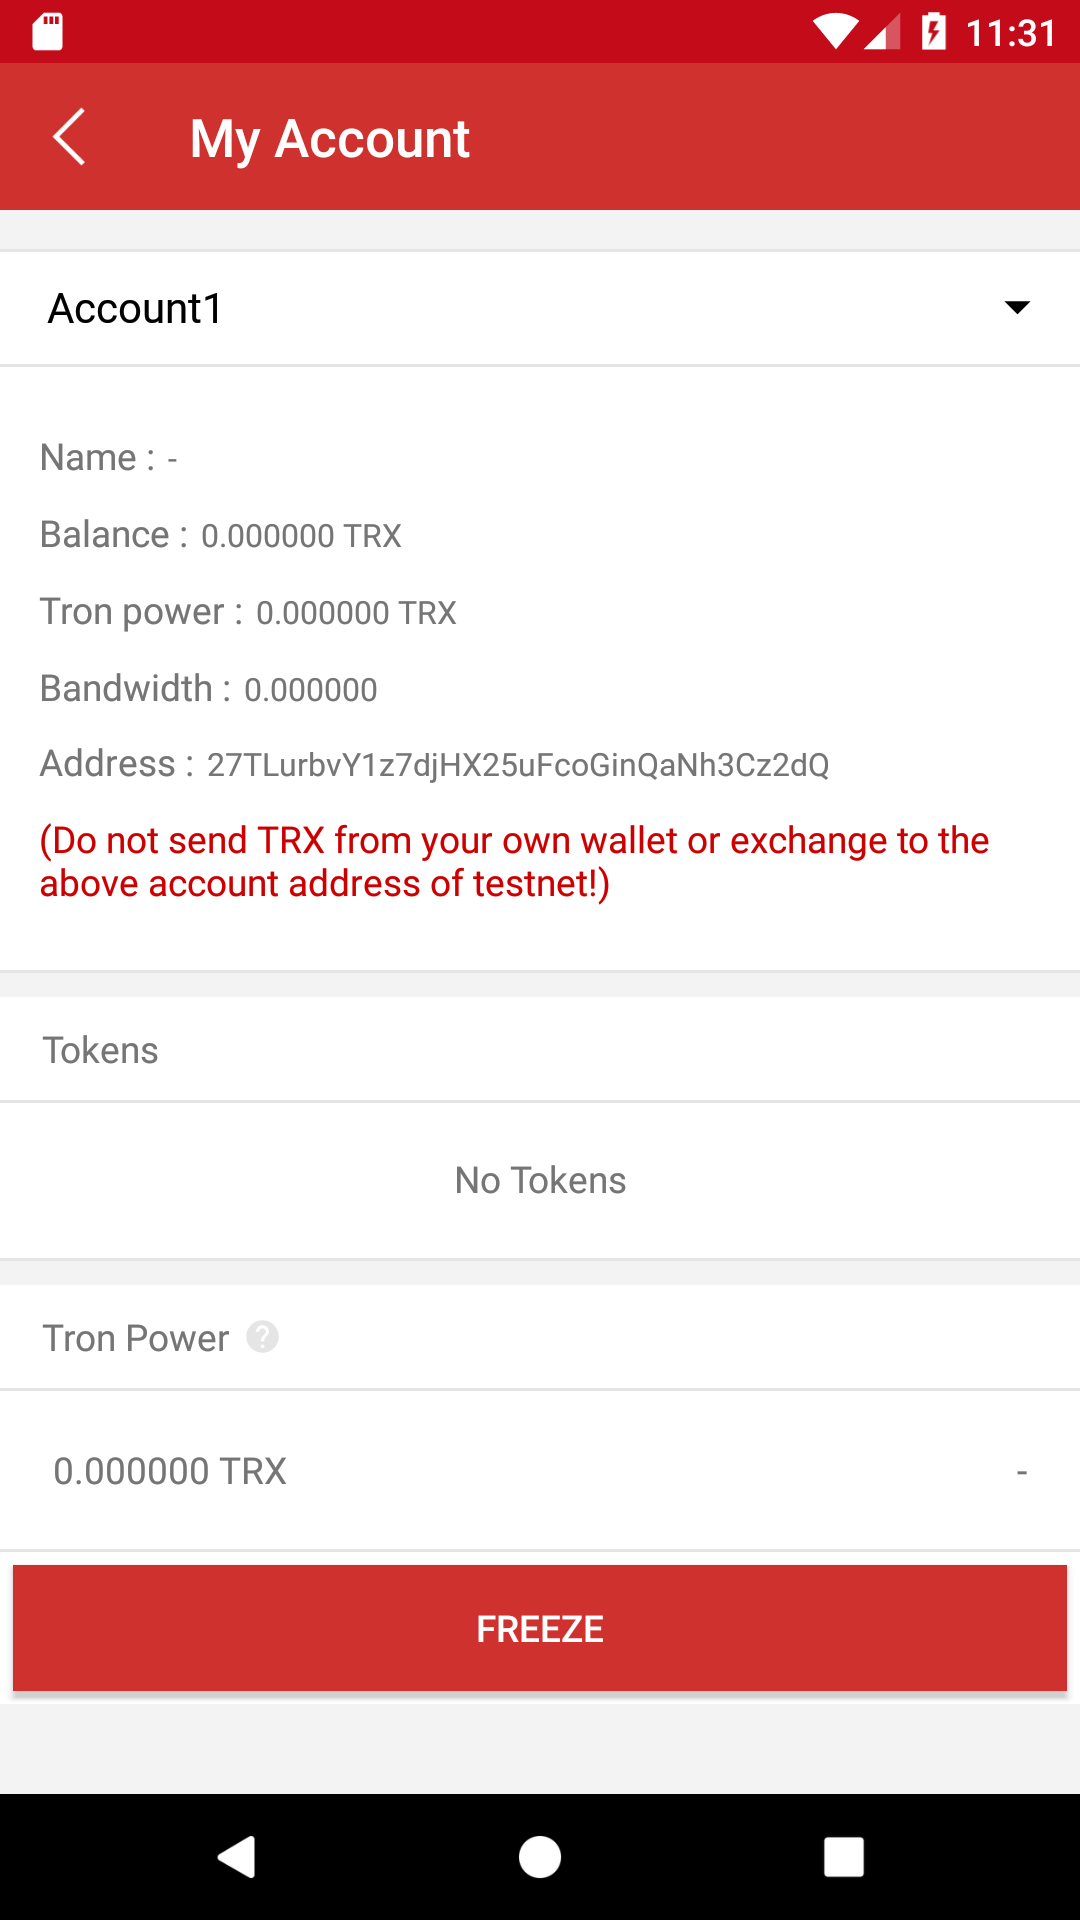 11:31
My Account
Account1
Name : -
Balance : 0.000000 TRX
Tron power : 0.000000 TRX
Bandwidth : 0.000000
Address : 27TLurbvY1z7djHX25uFcoGinQaNh3Cz2dQ
(Do not send TRX from your own wallet or exchange to the
above account address of testnet!)
Tokens
No Tokens
Tron Power ?
0.000000 TRX -
FREEZE